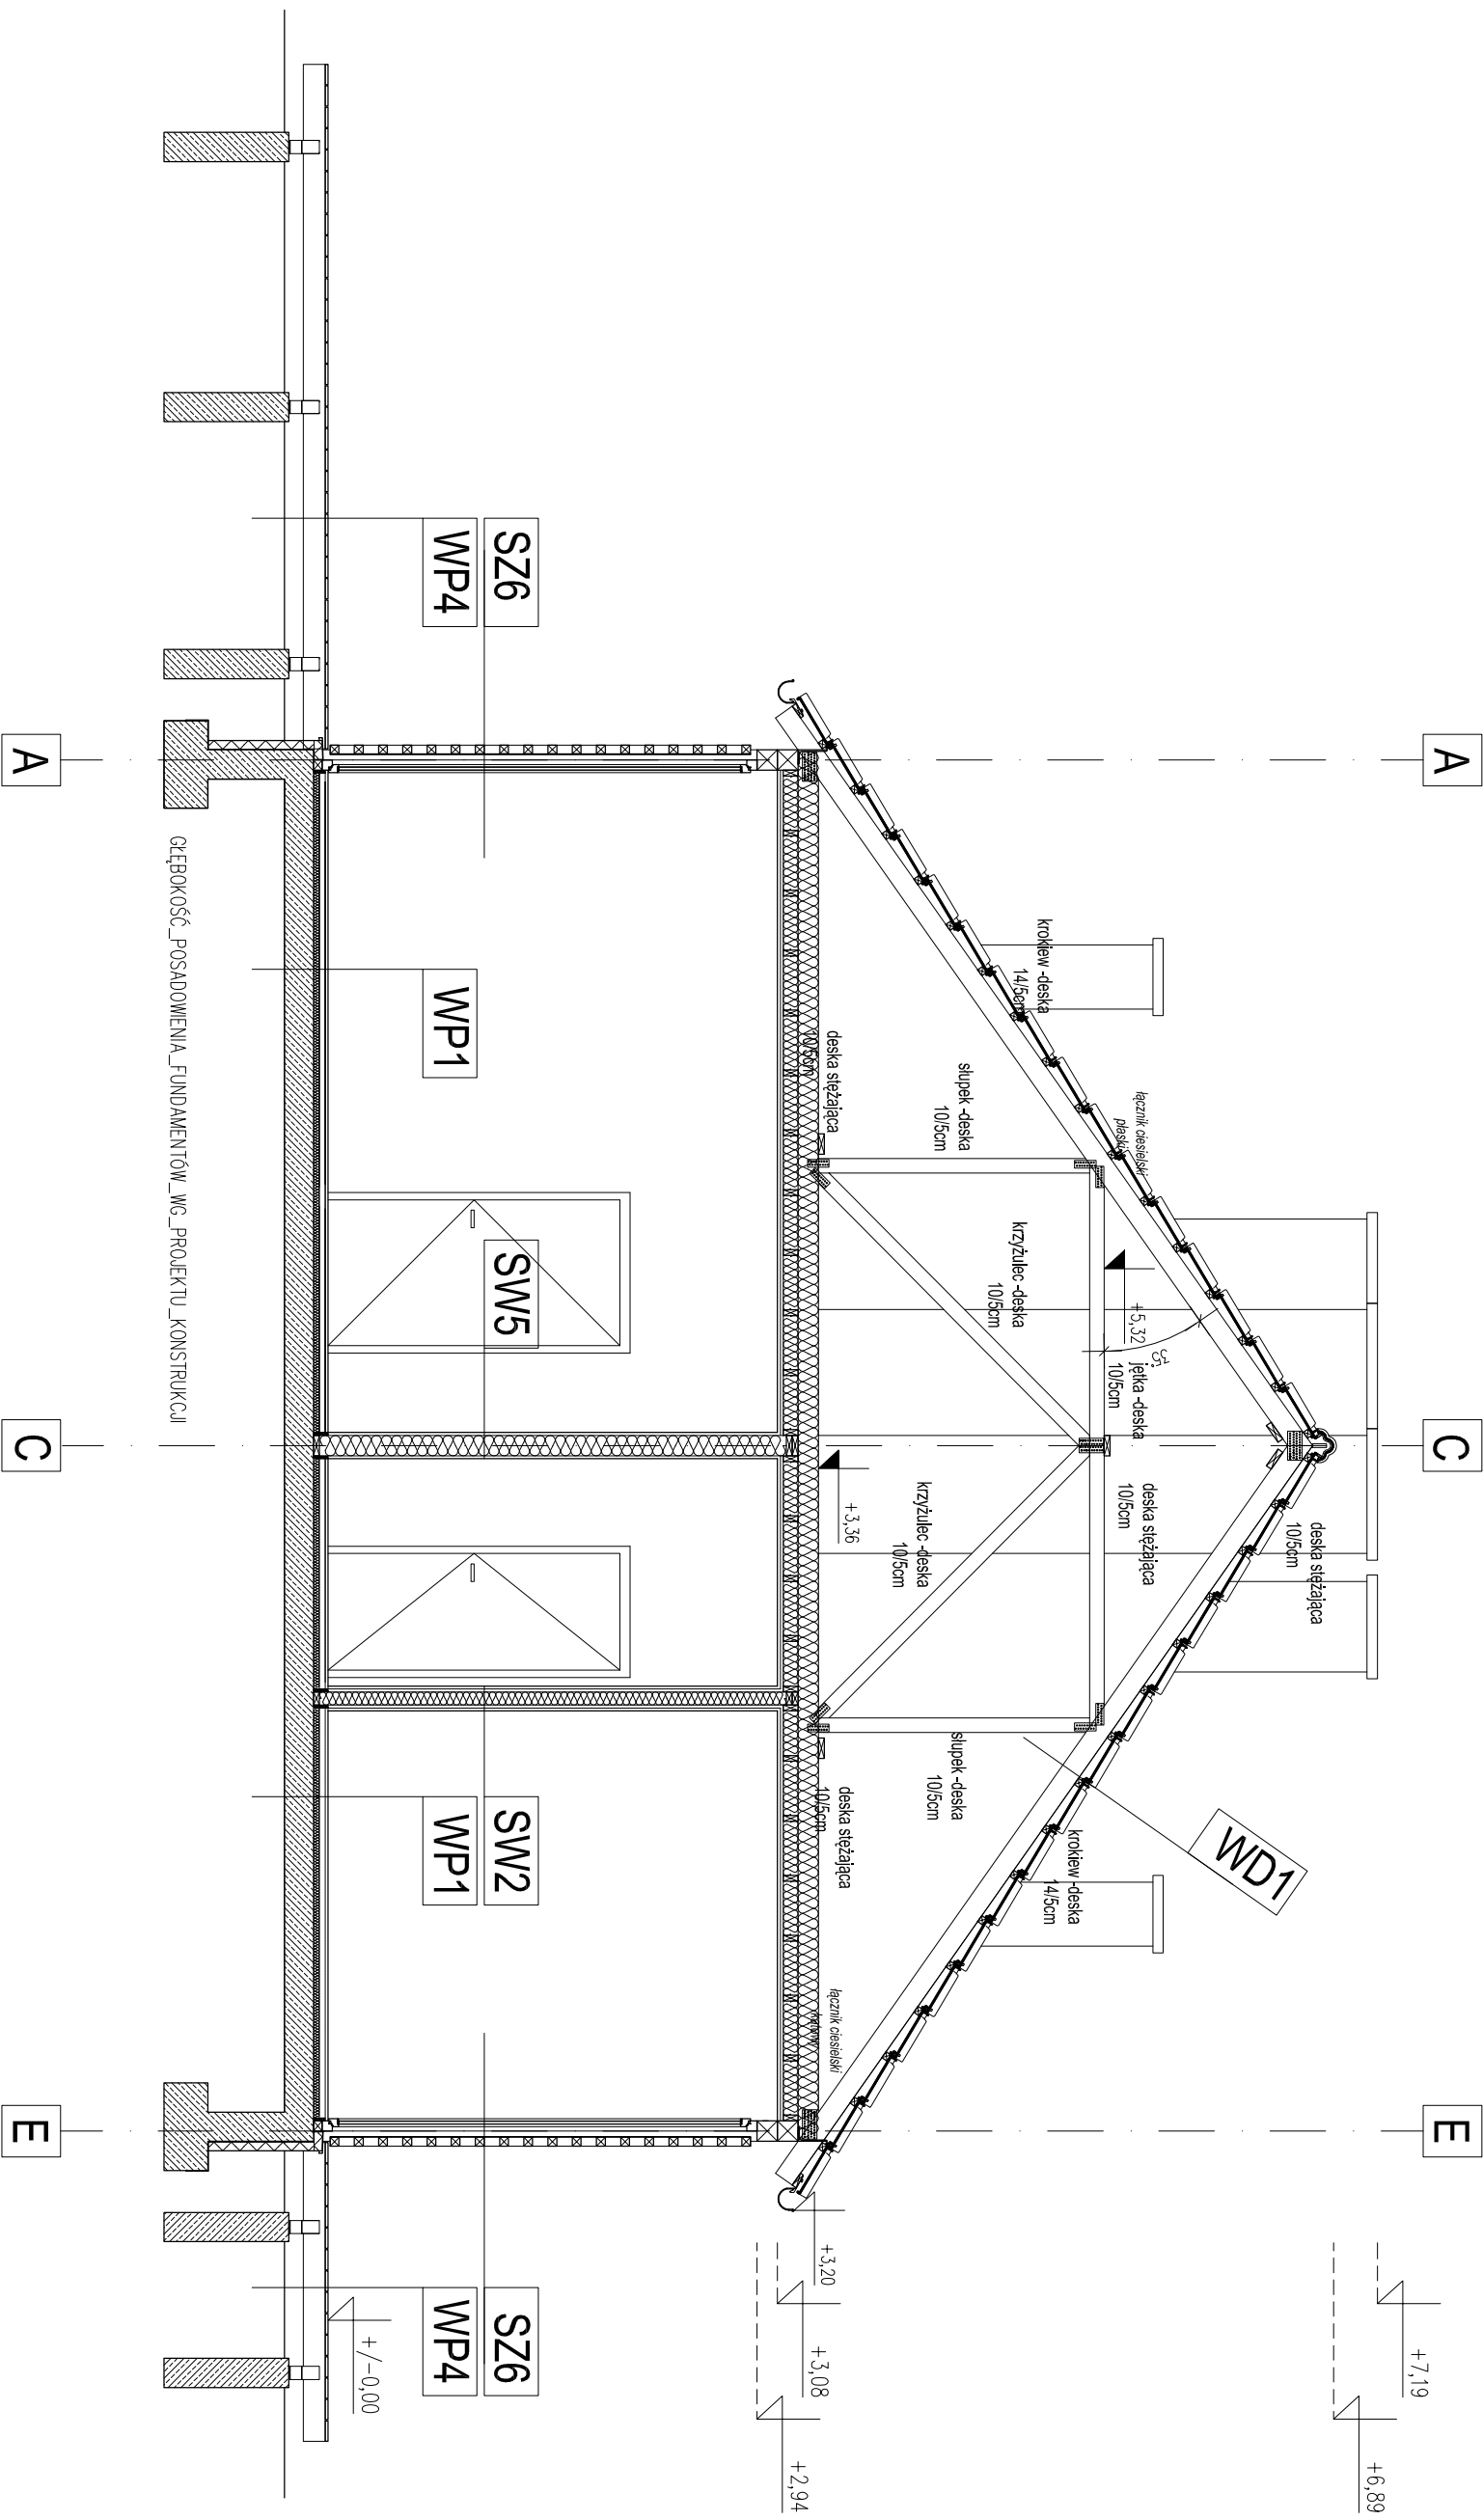 A
C
E
+7,19
+6,89
deska stężająca
10/5cm
WD1
łącznik ciesielski
płaski
35°
+5,32
jętka -deska
10/5cm
deska stężająca
10/5cm
krokiew -deska
14/5cm
krokiew -deska
14/5cm
krzyżulec -deska
10/5cm
słupek -deska
10/5cm
słupek -deska
10/5cm
krzyżulec -deska
10/5cm
+3,36
deska stężająca
10/5cm
deska stężająca
10/5cm
łącznik ciesielski
+3,20
+3,08
+2,94
SZ6
WP4
WP1
SW5
SW2
WP1
SZ6
WP4
+/-0,00
GŁĘBOKOŚĆ_POSADOWIENIA_FUNDAMENTÓW_WG_PROJEKTU_KONSTRUKCJI
A
C
E